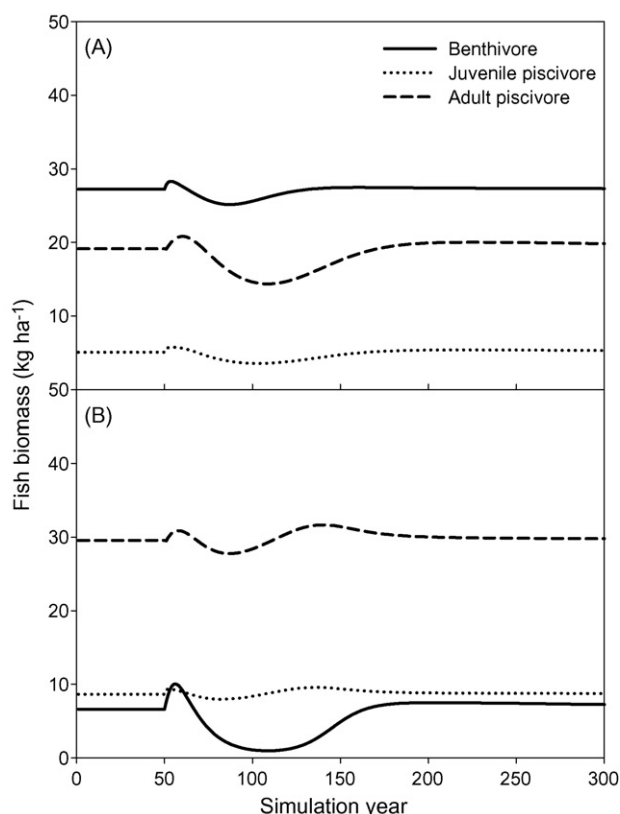 50
(A)
Benthivore
Juvenile piscivore
Adult piscivore
40
30
20
10
Fish biomass (kg ha⁻¹)
50
(B)
40
30
20
10
0
0 50 100 150 200 250 300
Simulation year